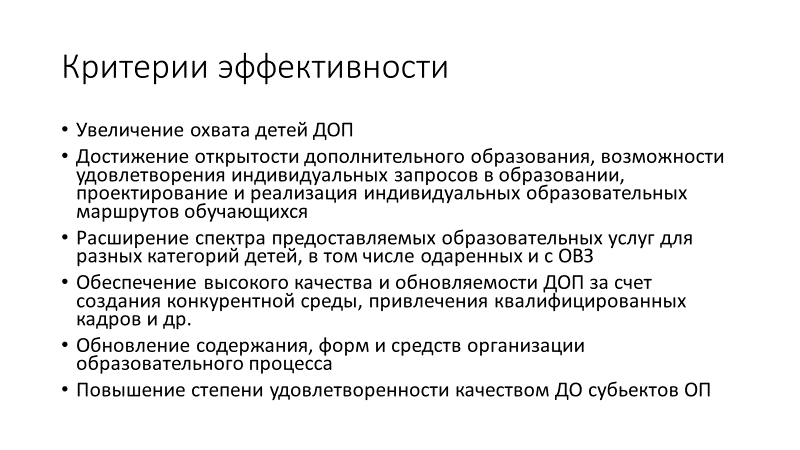 Критерии эффективности
• Увеличение охвата детей ДОП
• Достижение открытости дополнительного образования, возможности
удовлетворения индивидуальных запросов в образовании,
проектирование и реализация индивидуальных образовательных
маршрутов обучающихся
• Расширение спектра предоставляемых образовательных услуг для
разных категорий детей, в том числе одаренных и с ОВЗ
• Обеспечение высокого качества и обновляемости ДОП за счет
создания конкурентной среды, привлечения квалифицированных
кадров и др.
• Обновление содержания, форм и средств организации
образовательного процесса
• Повышение степени удовлетворенности качеством ДО субьектов ОП